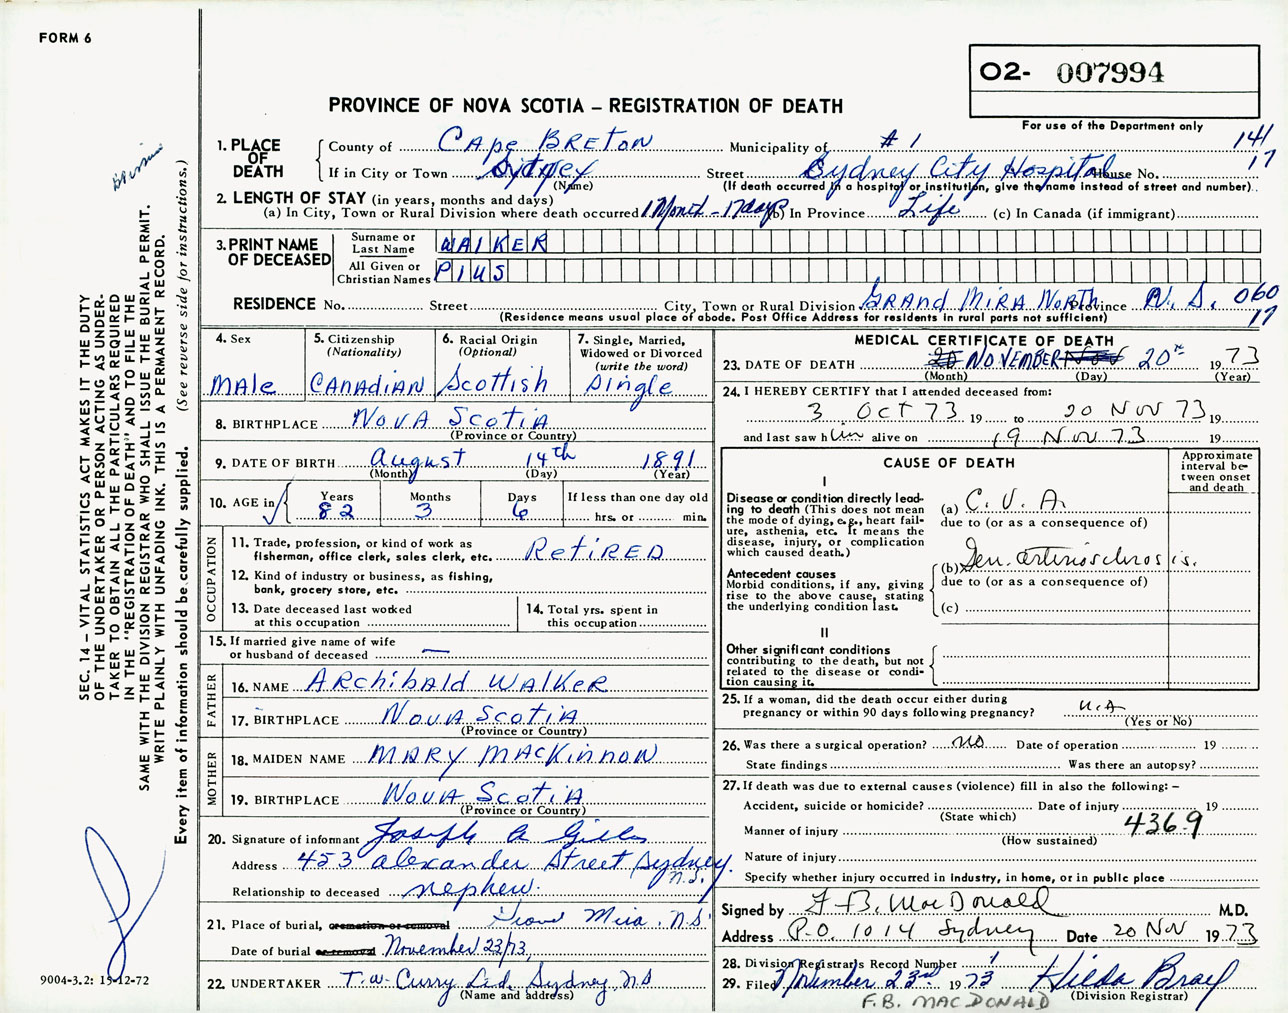 FORM 6
O2- 007994
PROVINCE OF NOVA SCOTIA – REGISTRATION OF DEATH
For use of the Department only
1. PLACE OF DEATH
County of Cape BRETON Municipality of # 1 141
If in City or Town Sydney Street Sydney City Hospital House No. 17
(Name) (If death occurred in a hospital or institution, give the name instead of street and number)
2. LENGTH OF STAY (in years, months and days)
(a) In City, Town or Rural Division where death occurred 1 Month - 17 days (b) In Province Life (c) In Canada (if immigrant)
3. PRINT NAME OF DECEASED
Surname or Last Name WALKER
All Given or Christian Names PIUS
RESIDENCE No. Street City, Town or Rural Division GRAND MIRA NORTH Province N. S. 060
(Residence means usual place of abode. Post Office Address for residents in rural parts not sufficient) 17
4. Sex MALE
5. Citizenship (Nationality) CANADIAN
6. Racial Origin (Optional) Scottish
7. Single, Married, Widowed or Divorced (write the word) Single
8. BIRTHPLACE NOVA SCOTIA
(Province or Country)
9. DATE OF BIRTH August 14th 1891
(Month) (Day) (Year)
10. AGE in Years 82 Months 3 Days 6 If less than one day old hrs. or min.
OCCUPATION
11. Trade, profession, or kind of work as fisherman, office clerk, sales clerk, etc. RETIRED
12. Kind of industry or business, as fishing, bank, grocery store, etc.
13. Date deceased last worked at this occupation
14. Total yrs. spent in this occupation
15. If married give name of wife or husband of deceased —
FATHER
16. NAME ARCHIBALD WALKER
17. BIRTHPLACE NOVA SCOTIA
(Province or Country)
MOTHER
18. MAIDEN NAME MARY MACKINNON
19. BIRTHPLACE NOVA SCOTIA
(Province or Country)
20. Signature of informant Joseph A Gillis
Address 453 Alexander Street Sydney N.S.
Relationship to deceased nephew.
21. Place of burial, cremation or removal Mira, N.S.
Date of burial or removal November 23/73
22. UNDERTAKER T.W. Curry Ltd. Sydney NS
(Name and address)
MEDICAL CERTIFICATE OF DEATH
23. DATE OF DEATH 20 NOVEMBER Nov 20th 1973
(Month) (Day) (Year)
24. I HEREBY CERTIFY that I attended deceased from:
3 Oct 73 19 to 20 Nov 73 19
and last saw him alive on 19 Nov 73 19
CAUSE OF DEATH
Approximate interval between onset and death
I
Disease or condition directly leading to death (This does not mean the mode of dying, e.g., heart failure, asthenia, etc. It means the disease, injury, or complication which caused death.)
(a) C. V. A.
due to (or as a consequence of)
Antecedent causes
Morbid conditions, if any, giving rise to the above cause, stating the underlying condition last.
(b) Gen. arteriosclerosis.
due to (or as a consequence of)
(c)
II
Other significant conditions contributing to the death, but not related to the disease or condition causing it.
25. If a woman, did the death occur either during pregnancy or within 90 days following pregnancy? N.A
(Yes or No)
26. Was there a surgical operation? no Date of operation 19
State findings Was there an autopsy?
27. If death was due to external causes (violence) fill in also the following: –
Accident, suicide or homicide? Date of injury 19
(State which)
Manner of injury 436.9
(How sustained)
Nature of injury
Specify whether injury occurred in industry, in home, or in public place
Signed by F B. MacDonald M.D.
Address P.O. 1014 Sydney Date 20 Nov 1973
28. Division Registrar's Record Number 1
29. Filed November 23rd 1973 Hilda Brag
(Division Registrar)
F.B. MACDONALD
SEC. 14 – VITAL STATISTICS ACT MAKES IT THE DUTY
OF THE UNDERTAKER OR PERSON ACTING AS UNDER-
TAKER TO OBTAIN ALL THE PARTICULARS REQUIRED
IN THE "REGISTRATION OF DEATH" AND TO FILE THE
SAME WITH THE DIVISION REGISTRAR WHO SHALL ISSUE THE BURIAL PERMIT.
WRITE PLAINLY WITH UNFADING INK. THIS IS A PERMANENT RECORD.
Every item of information should be carefully supplied. (See reverse side for instructions.)
9004-3.2: 15-12-72